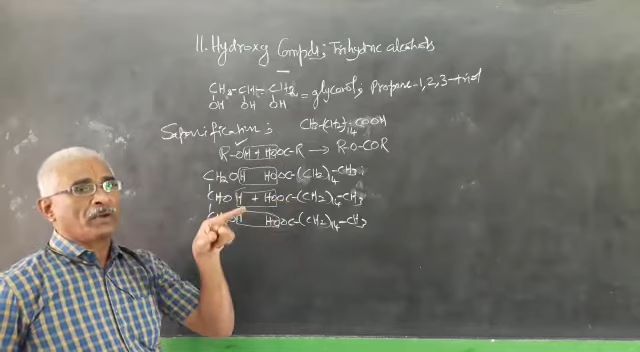 11. Hydroxy Compds; Trihydric alcohols
CH2-CH-CH2 = glycerol; Propane-1,2,3-triol
OH OH OH
Saponification; CH3-(CH2)14-COOH
R-OH + HOOC-R → R-O-COR
CH2OH HOOC-(CH2)14-CH3
CHOH + HOOC-(CH2)14-CH3
HOOC-(CH2)14-CH3